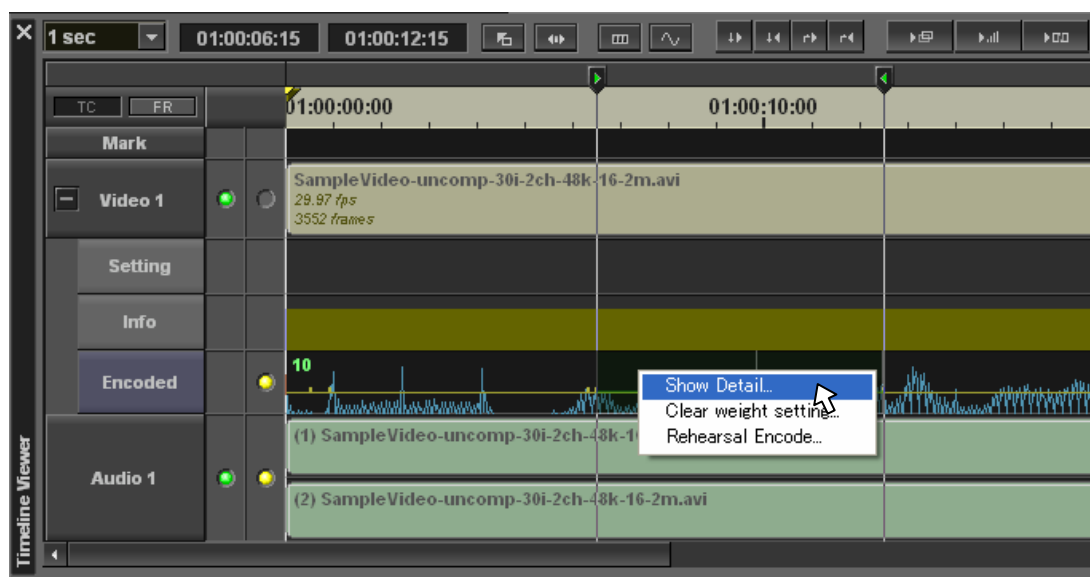 1 sec
01:00:06:15
01:00:12:15
TC
FR
01:00:00:00
01:00:10:00
Mark
Video 1
SampleVideo-uncomp-30i-2ch-48k-16-2m.avi
29.97 fps
3552 frames
Setting
Info
Encoded
10
Show Detail...
Clear weight setting...
Rehearsal Encode...
Audio 1
(1) SampleVideo-uncomp-30i-2ch-48k-1
(2) SampleVideo-uncomp-30i-2ch-48k-16-2m.avi
Timeline Viewer